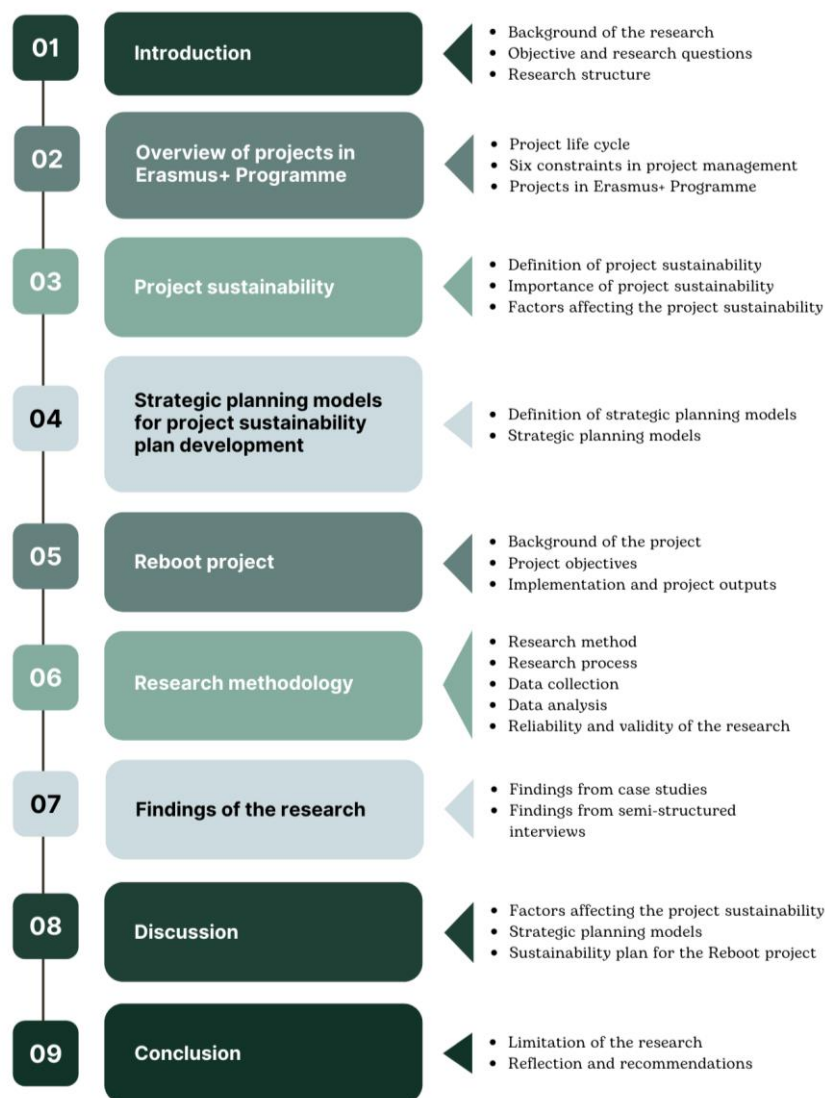 01
Introduction
• Background of the research
• Objective and research questions
• Research structure
02
Overview of projects in
Erasmus+ Programme
• Project life cycle
• Six constraints in project management
• Projects in Erasmus+ Programme
03
Project sustainability
• Definition of project sustainability
• Importance of project sustainability
• Factors affecting the project sustainability
04
Strategic planning models
for project sustainability
plan development
• Definition of strategic planning models
• Strategic planning models
05
Reboot project
• Background of the project
• Project objectives
• Implementation and project outputs
06
Research methodology
• Research method
• Research process
• Data collection
• Data analysis
• Reliability and validity of the research
07
Findings of the research
• Findings from case studies
• Findings from semi-structured
interviews
08
Discussion
• Factors affecting the project sustainability
• Strategic planning models
• Sustainability plan for the Reboot project
09
Conclusion
• Limitation of the research
• Reflection and recommendations